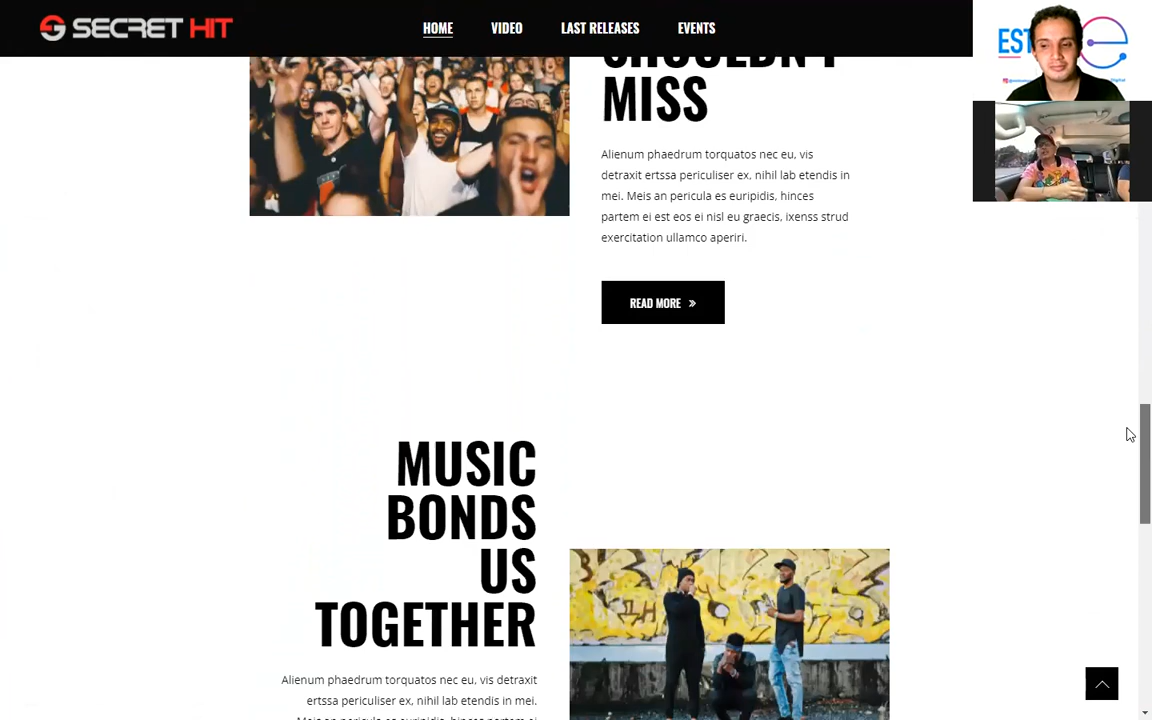 SECRET HIT
HOME VIDEO LAST RELEASES EVENTS
MISS
Alienum phaedrum torquatos nec eu, vis
detraxit ertssa periculiser ex, nihil lab etendis in
mei. Meis an pericula es euripidis, hinces
partem ei est eos ei nisl eu graecis, ixenss strud
exercitation ullamco aperiri.
READ MORE »
MUSIC
BONDS
US
TOGETHER
Alienum phaedrum torquatos nec eu, vis
detraxit ertssa periculiser ex, nihil lab etendis in mei.